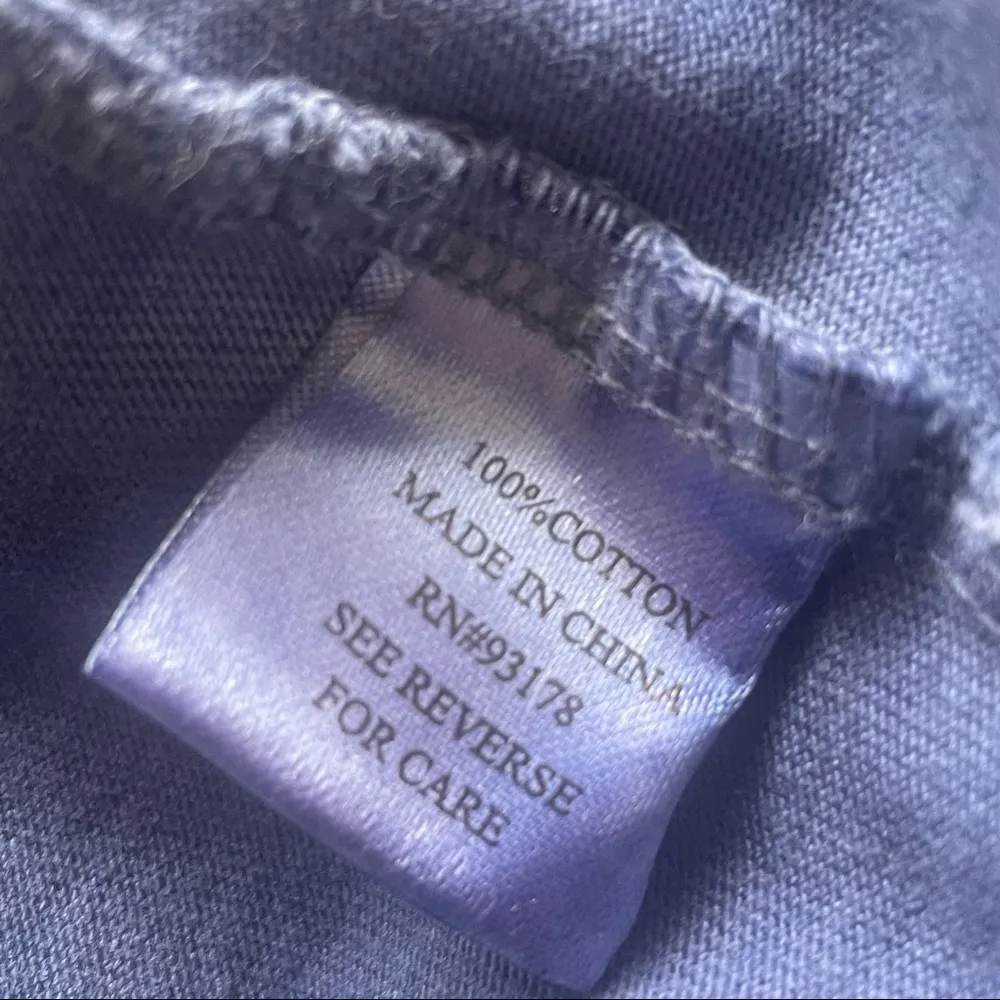 100%COTTON
MADE IN CHINA
RN#93178
SEE REVERSE
FOR CARE